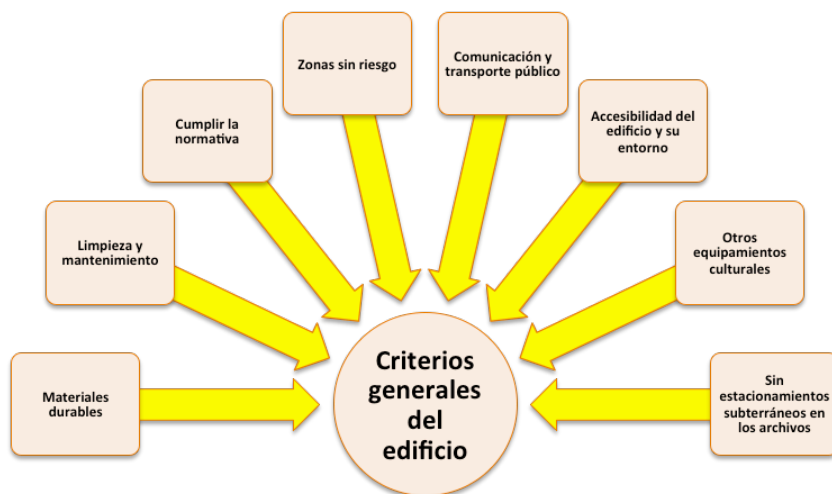 Zonas sin riesgo
Comunicación y
transporte público
Cumplir la
normativa
Accesibilidad del
edificio y su
entorno
Limpieza y
mantenimiento
Otros
equipamientos
culturales
Materiales
durables
Criterios
generales
del
edificio
Sin
estacionamientos
subterráneos en
los archivos